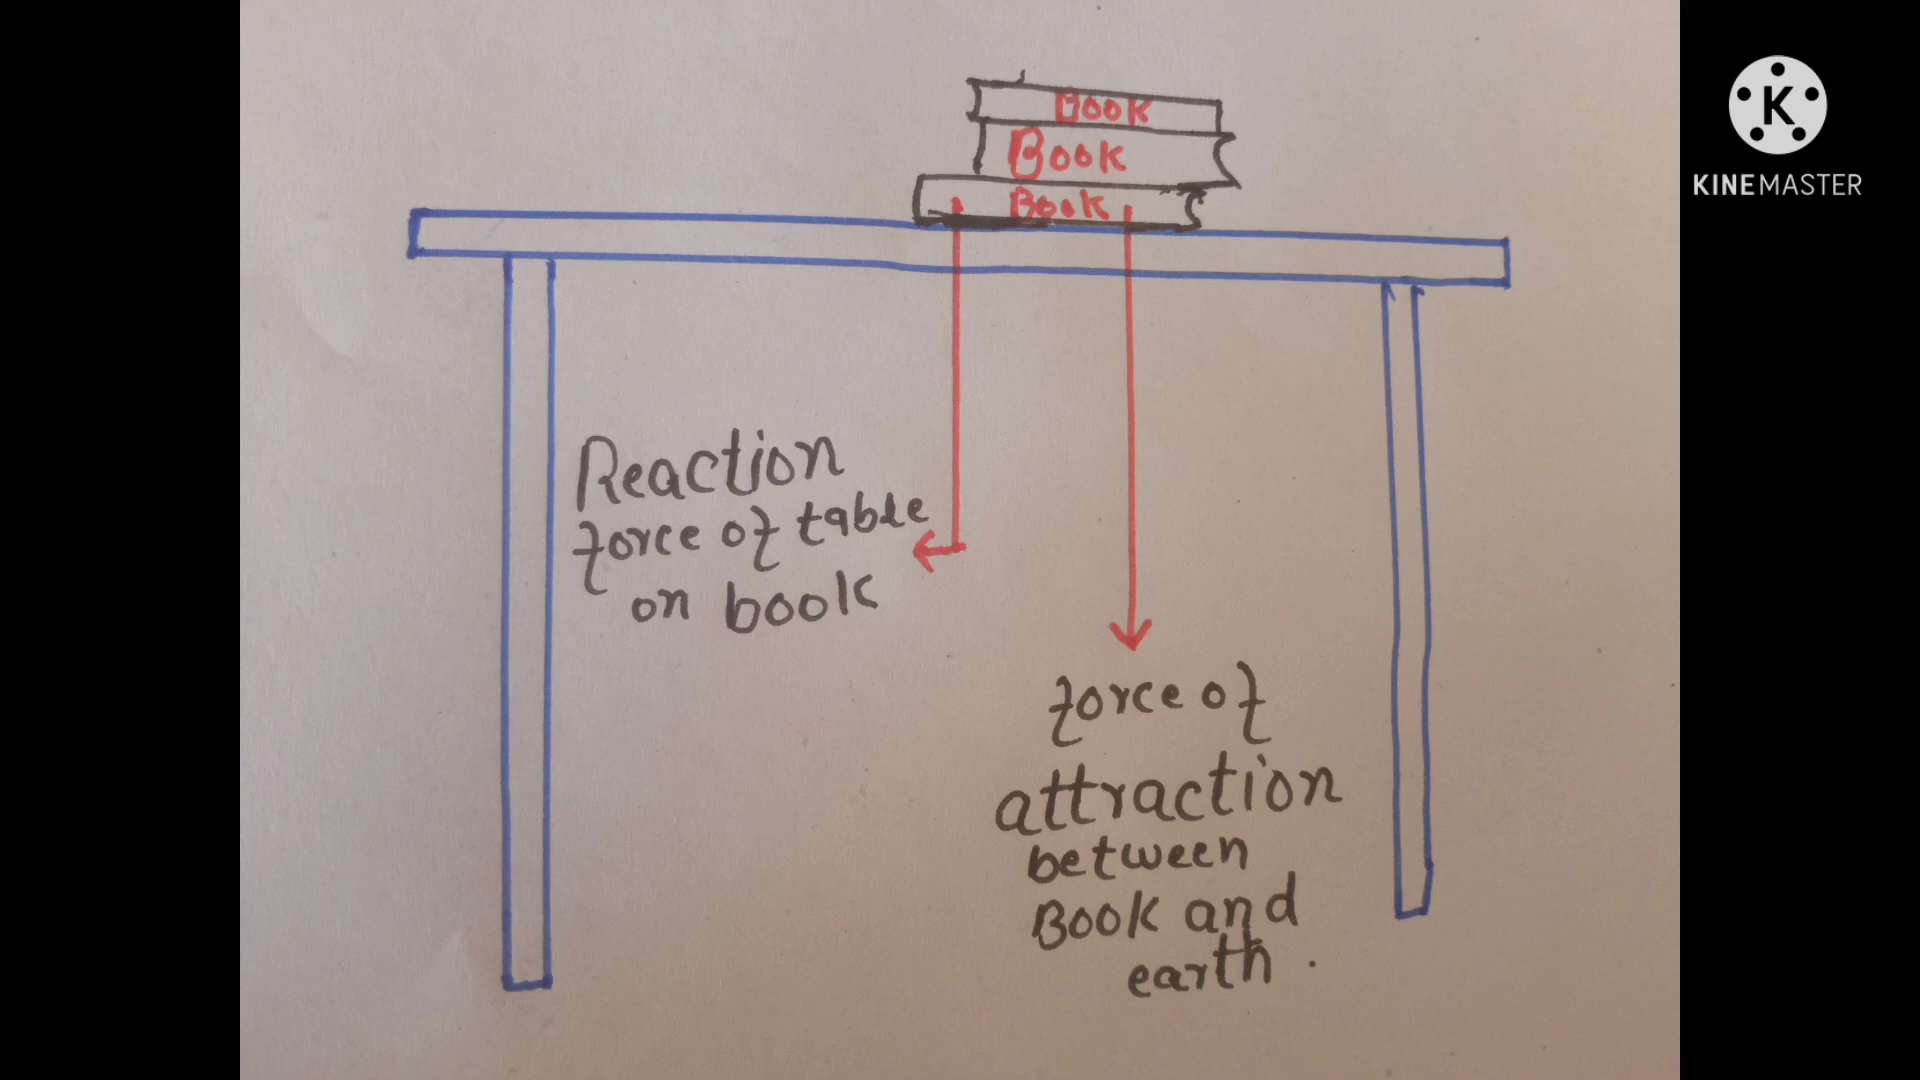 Book
Book
Book
Reaction
force of table
on book
force of
attraction
between
Book and
earth.
K
KINEMASTER